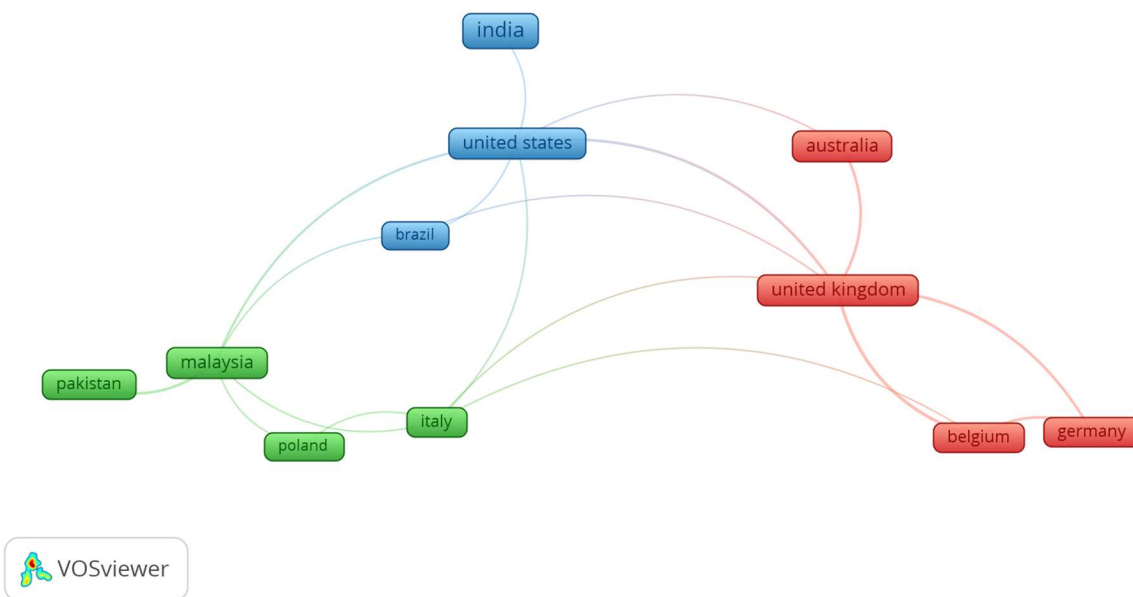 india
united states
australia
brazil
united kingdom
malaysia
pakistan
italy
poland
belgium
germany
VOSviewer